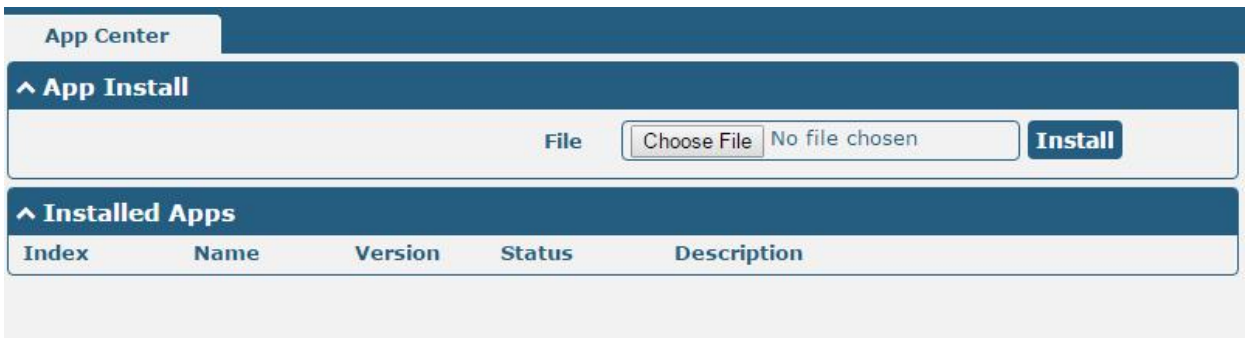 App Center
App Install
File Choose File No file chosen Install
Installed Apps
Index Name Version Status Description